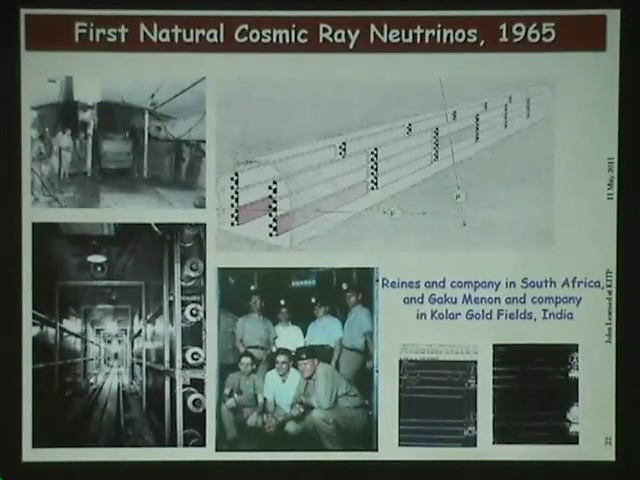 First Natural Cosmic Ray Neutrinos, 1965
11 May 2011
Reines and company in South Africa,
and Gaku Menon and company
in Kolar Gold Fields, India
John Learned at KITP
22